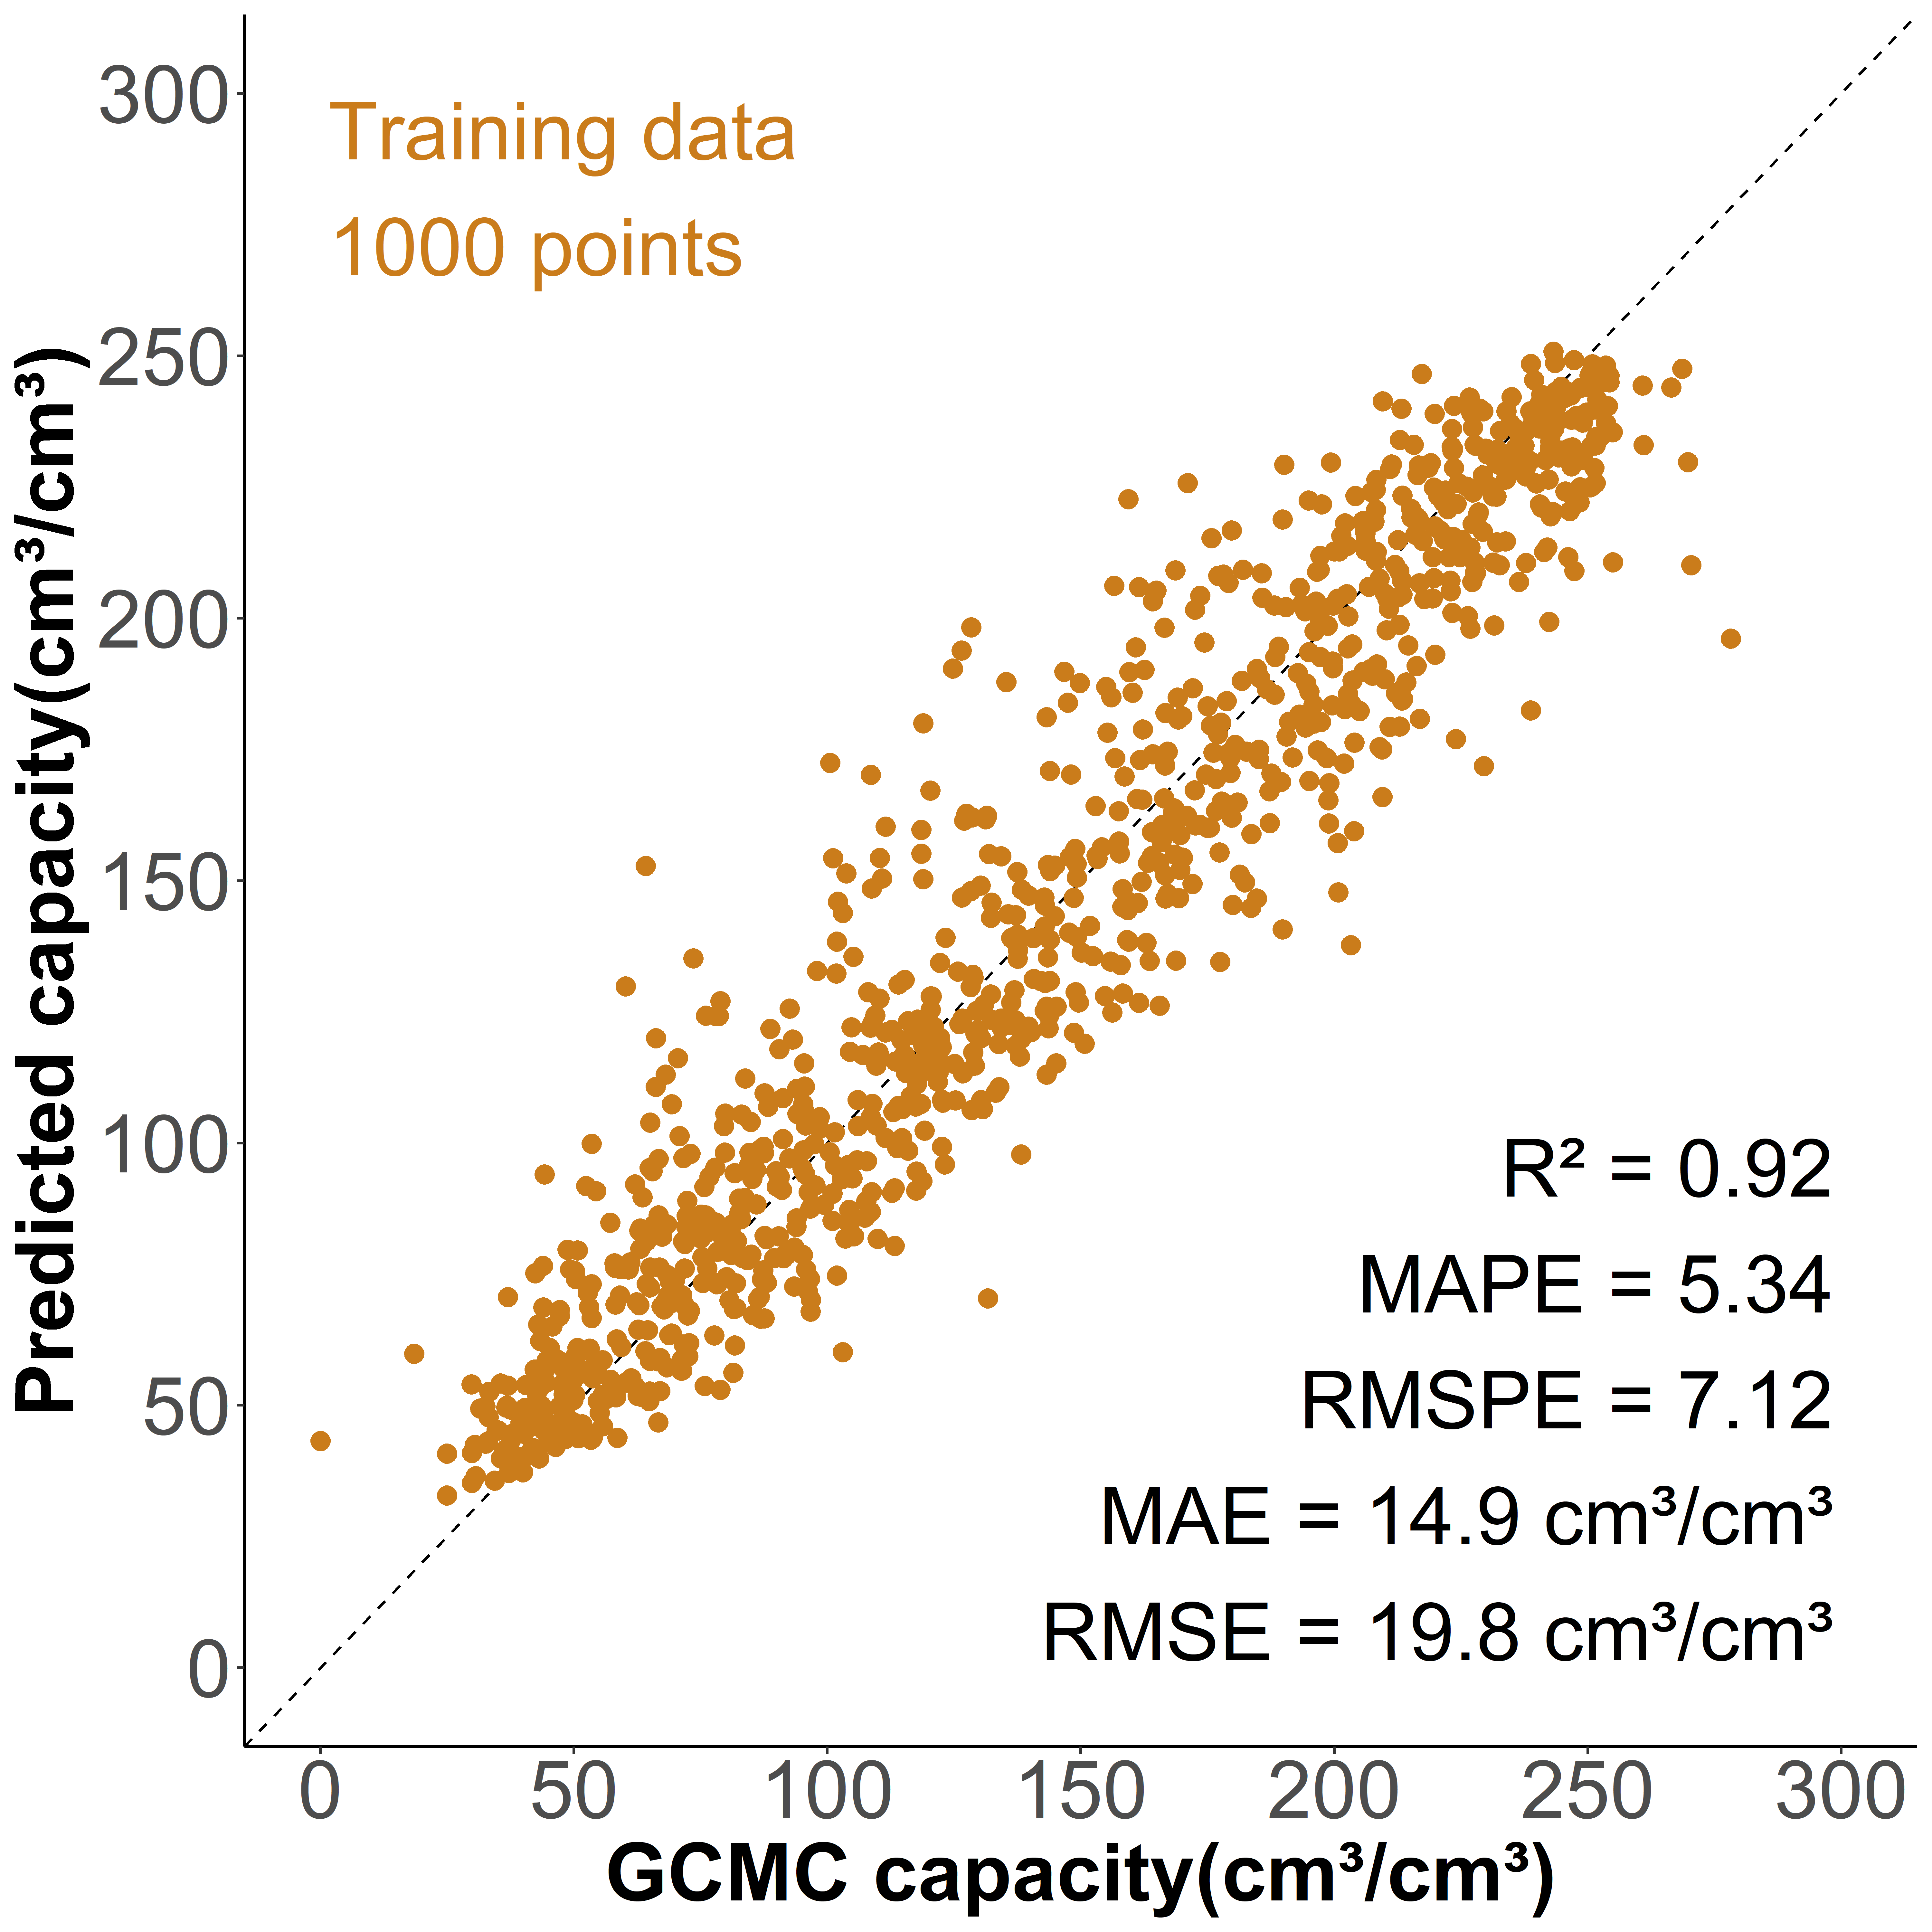 Training data
1000 points
300
250
200
150
100
50
0
Predicted capacity(cm³/cm³)
R² = 0.92
MAPE = 5.34
RMSPE = 7.12
MAE = 14.9 cm³/cm³
RMSE = 19.8 cm³/cm³
0 50 100 150 200 250 300
GCMC capacity(cm³/cm³)